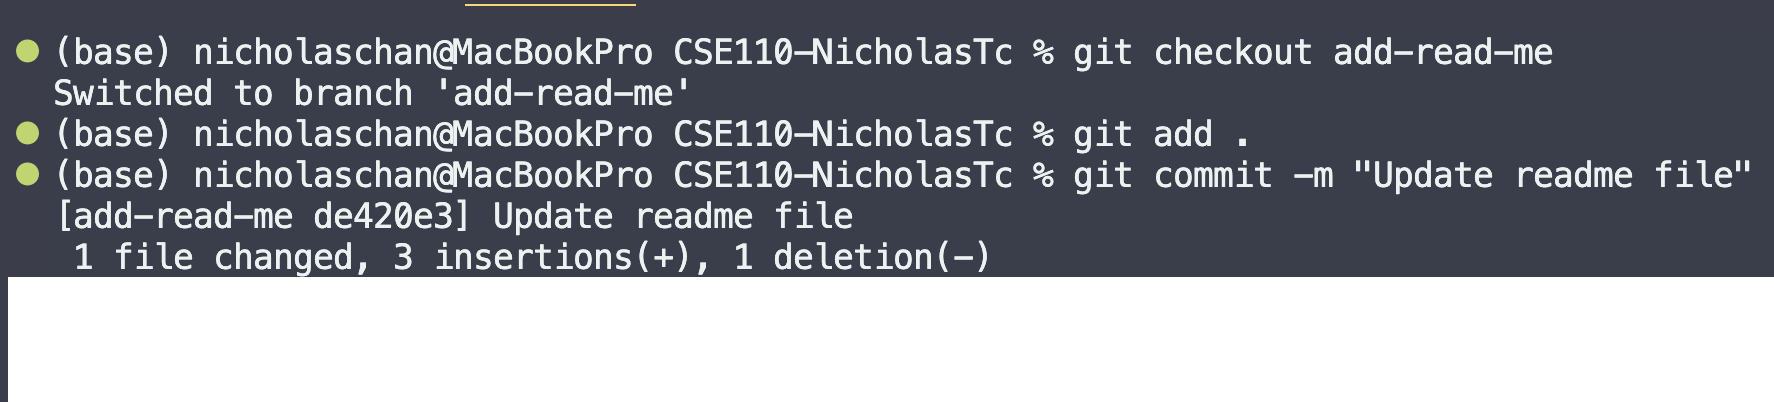 (base) nicholaschan@MacBookPro CSE110-NicholasTc % git checkout add-read-me
Switched to branch 'add-read-me'
(base) nicholaschan@MacBookPro CSE110-NicholasTc % git add .
(base) nicholaschan@MacBookPro CSE110-NicholasTc % git commit -m "Update readme file"
[add-read-me de420e3] Update readme file
1 file changed, 3 insertions(+), 1 deletion(-)